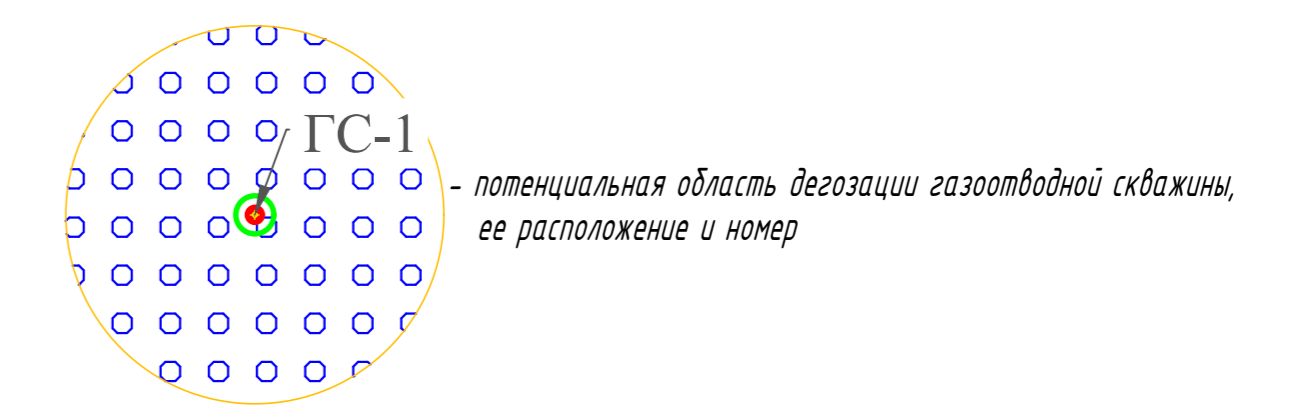 ГС-1
- потенциальная область дегозации газоотводной скважины,
ее расположение и номер